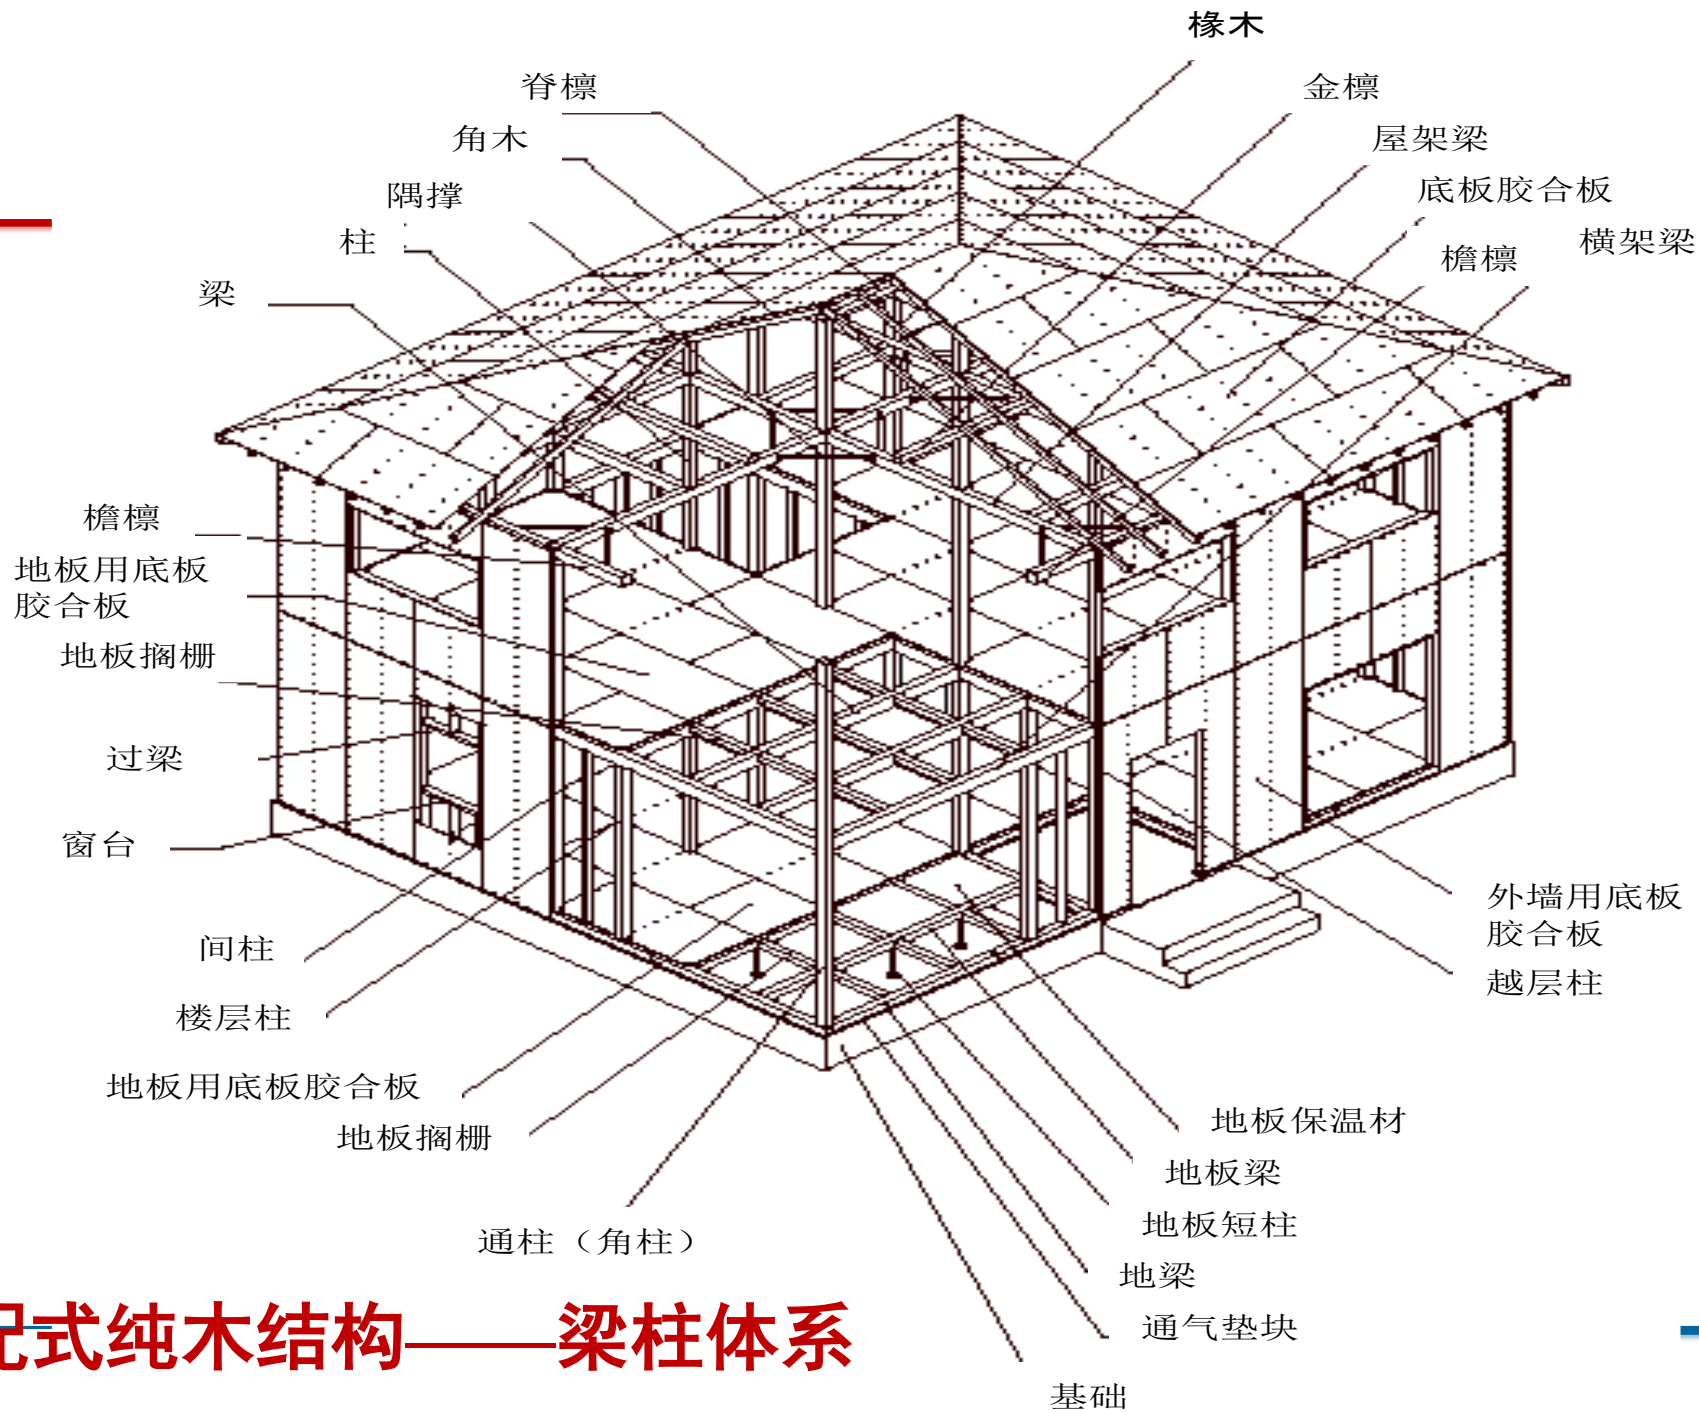 椽木
脊檩
金檩
角木
屋架梁
隅撑
底板胶合板
柱
檐檩
横架梁
梁
檐檩
地板用底板
胶合板
地板搁栅
过梁
窗台
外墙用底板
胶合板
间柱
越层柱
楼层柱
地板用底板胶合板
地板保温材
地板搁栅
地板梁
地板短柱
通柱（角柱）
地梁
通气垫块
配式纯木结构——梁柱体系
基础